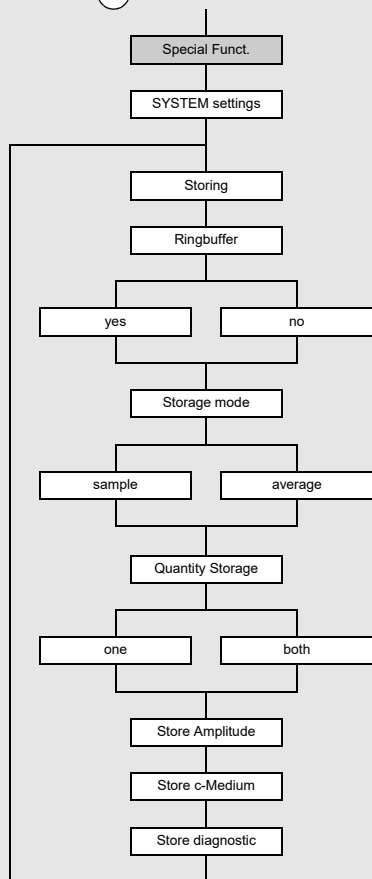 Special Funct.
SYSTEM settings
Storing
Ringbuffer
yes
no
Storage mode
sample
average
Quantity Storage
one
both
Store Amplitude
Store c-Medium
Store diagnostic